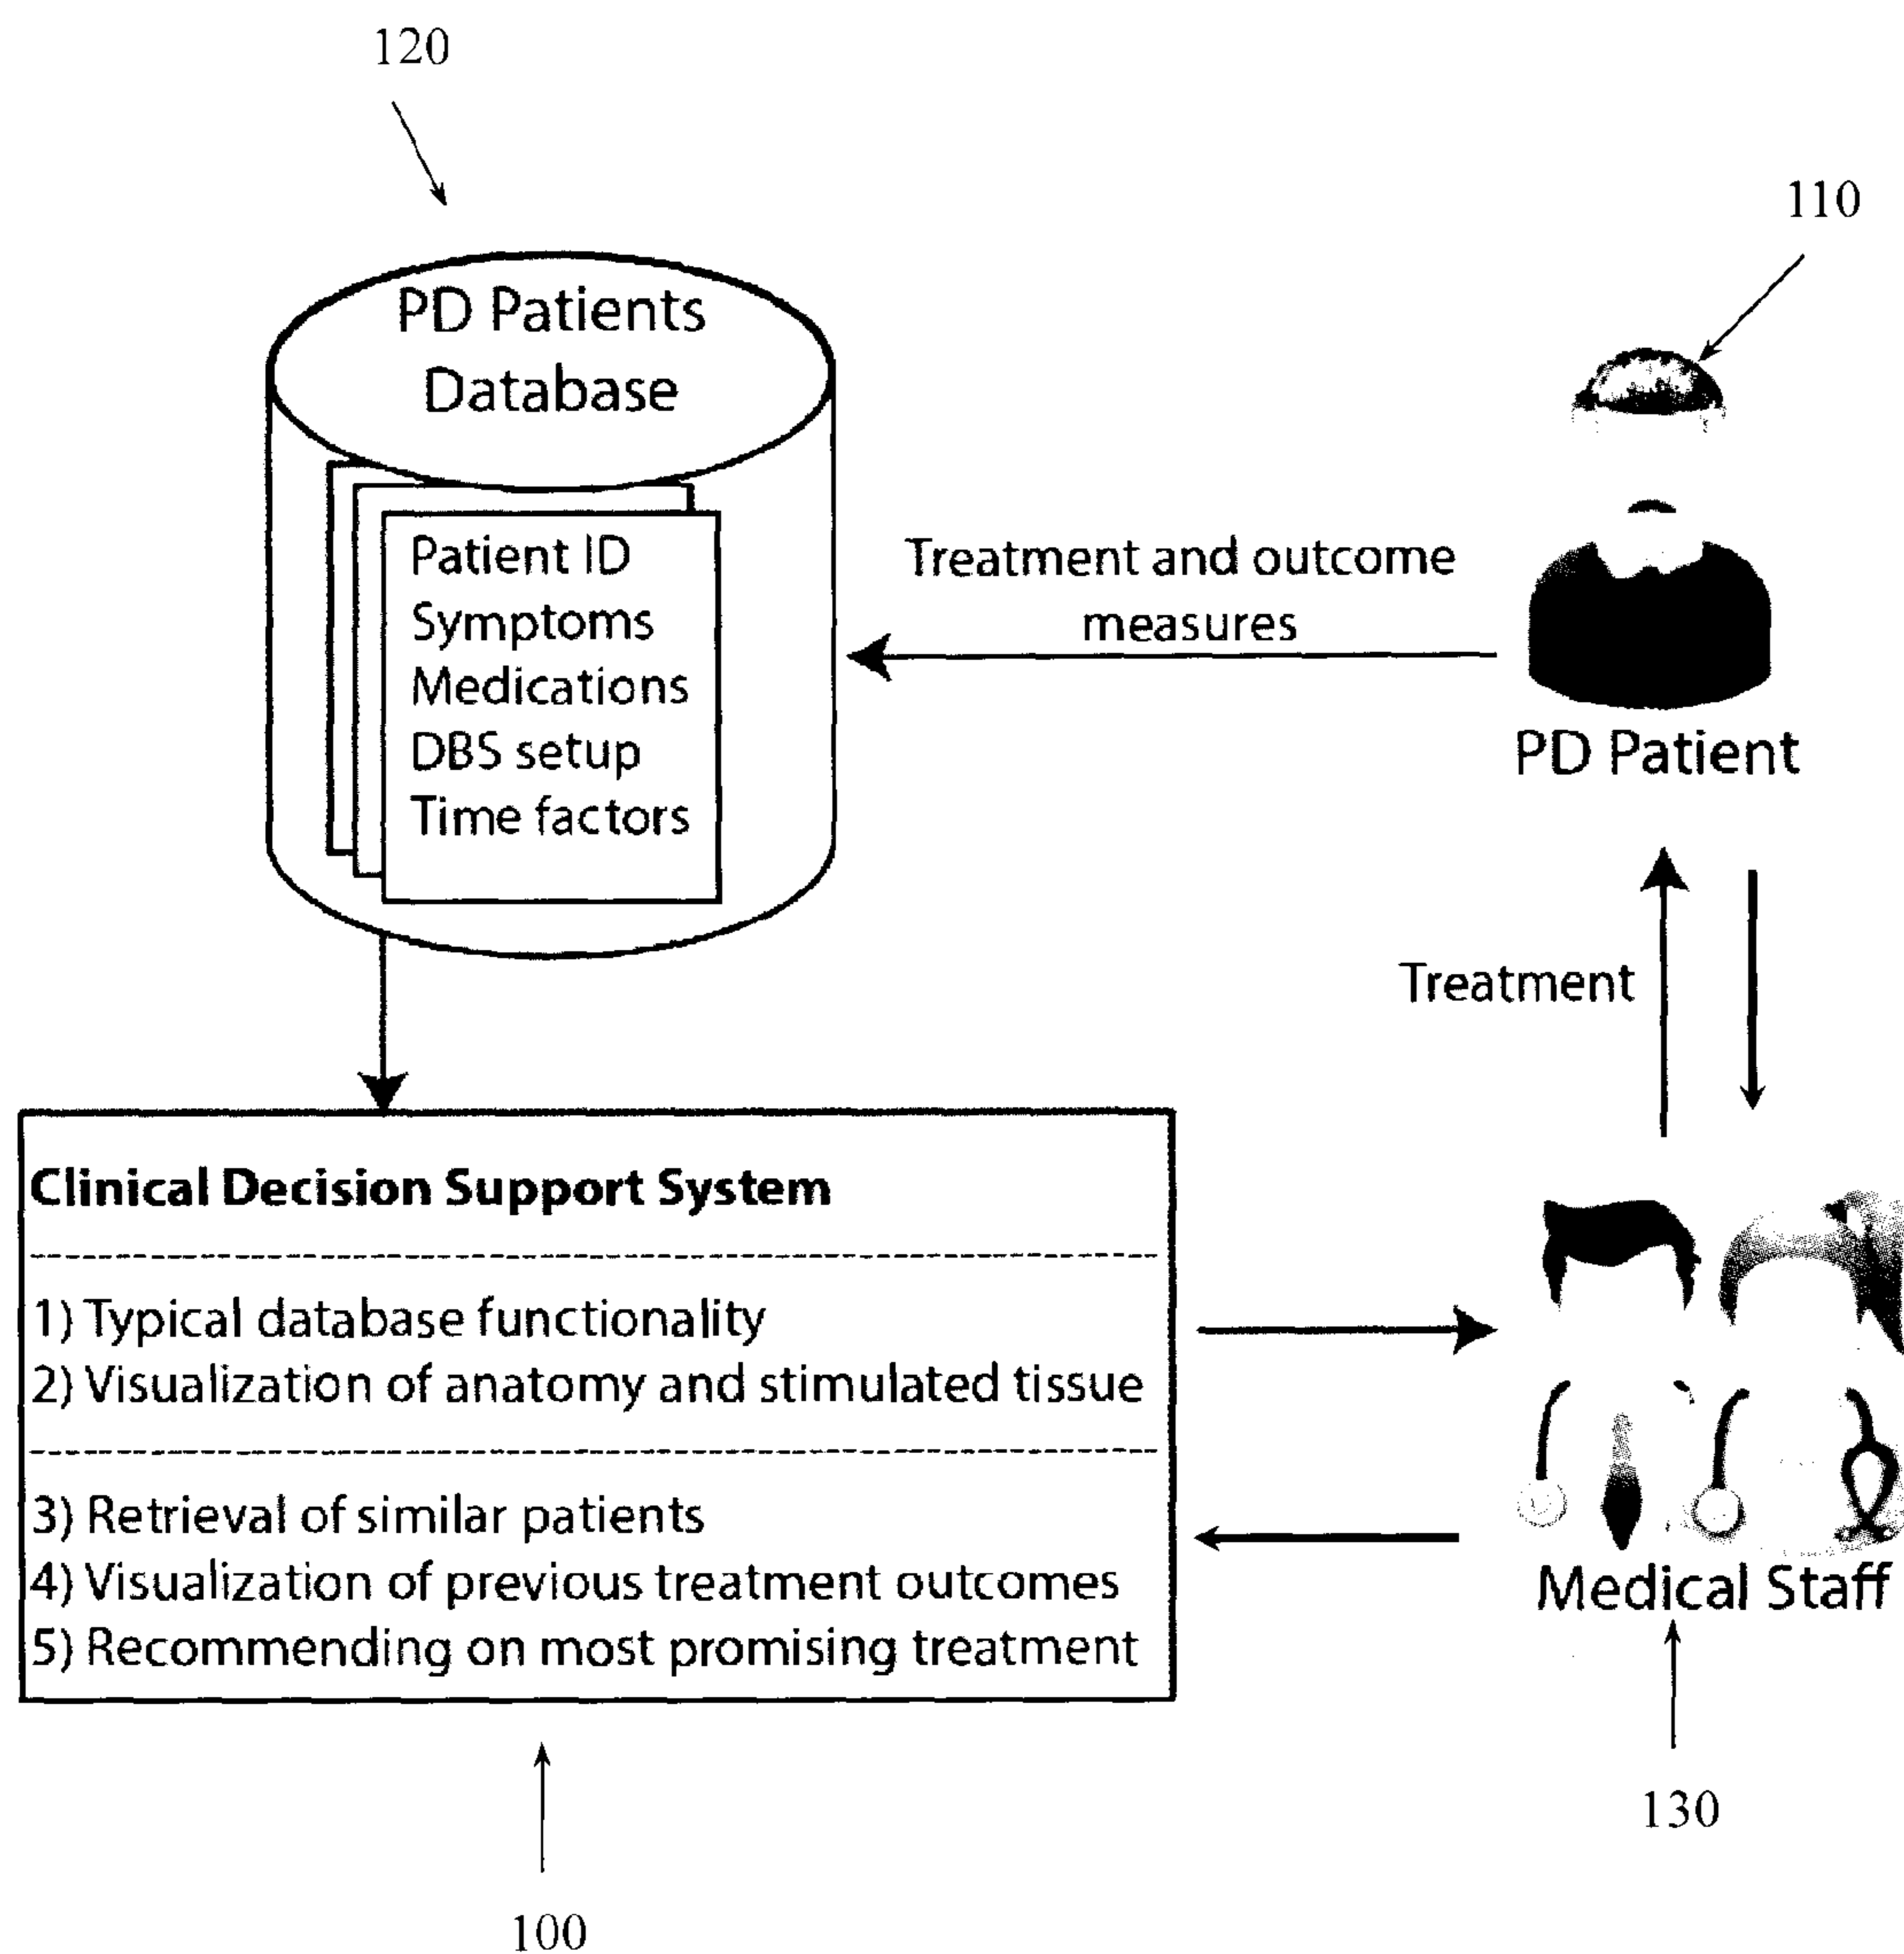 120
110
PD Patients
Database
Patient ID
Symptoms
Medications
DBS setup
Time factors
Treatment and outcome
measures
PD Patient
Treatment
Clinical Decision Support System
1) Typical database functionality
2) Visualization of anatomy and stimulated tissue
3) Retrieval of similar patients
4) Visualization of previous treatment outcomes
5) Recommending on most promising treatment
Medical Staff
130
100